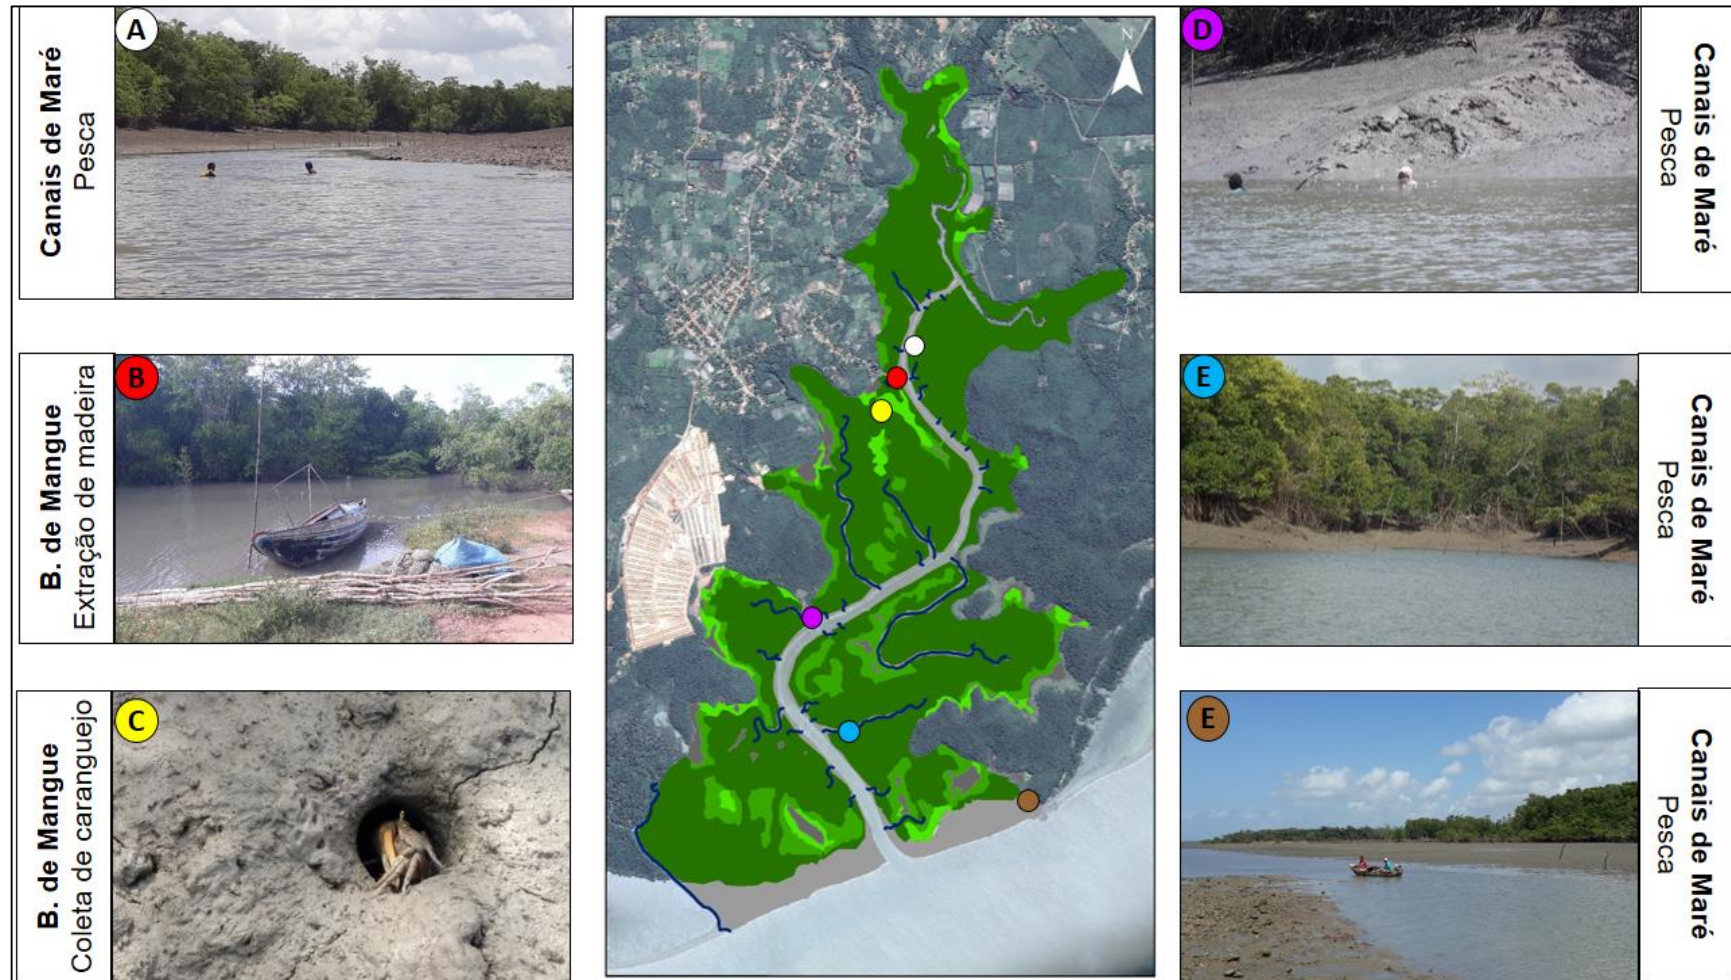 A
Canais de Maré
Pesca
B
B. de Mangue
Extração de madeira
C
B. de Mangue
Coleta de caranguejo
N
D
Canais de Maré
Pesca
E
Canais de Maré
Pesca
E
Canais de Maré
Pesca